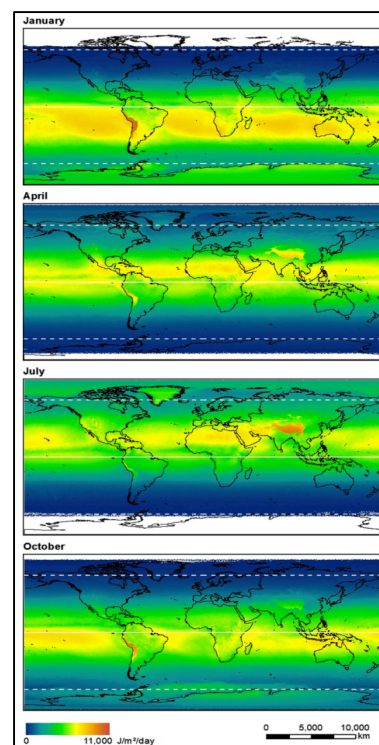 January
April
July
October
0 11,000 J/m²/day
0 5,000 10,000
km